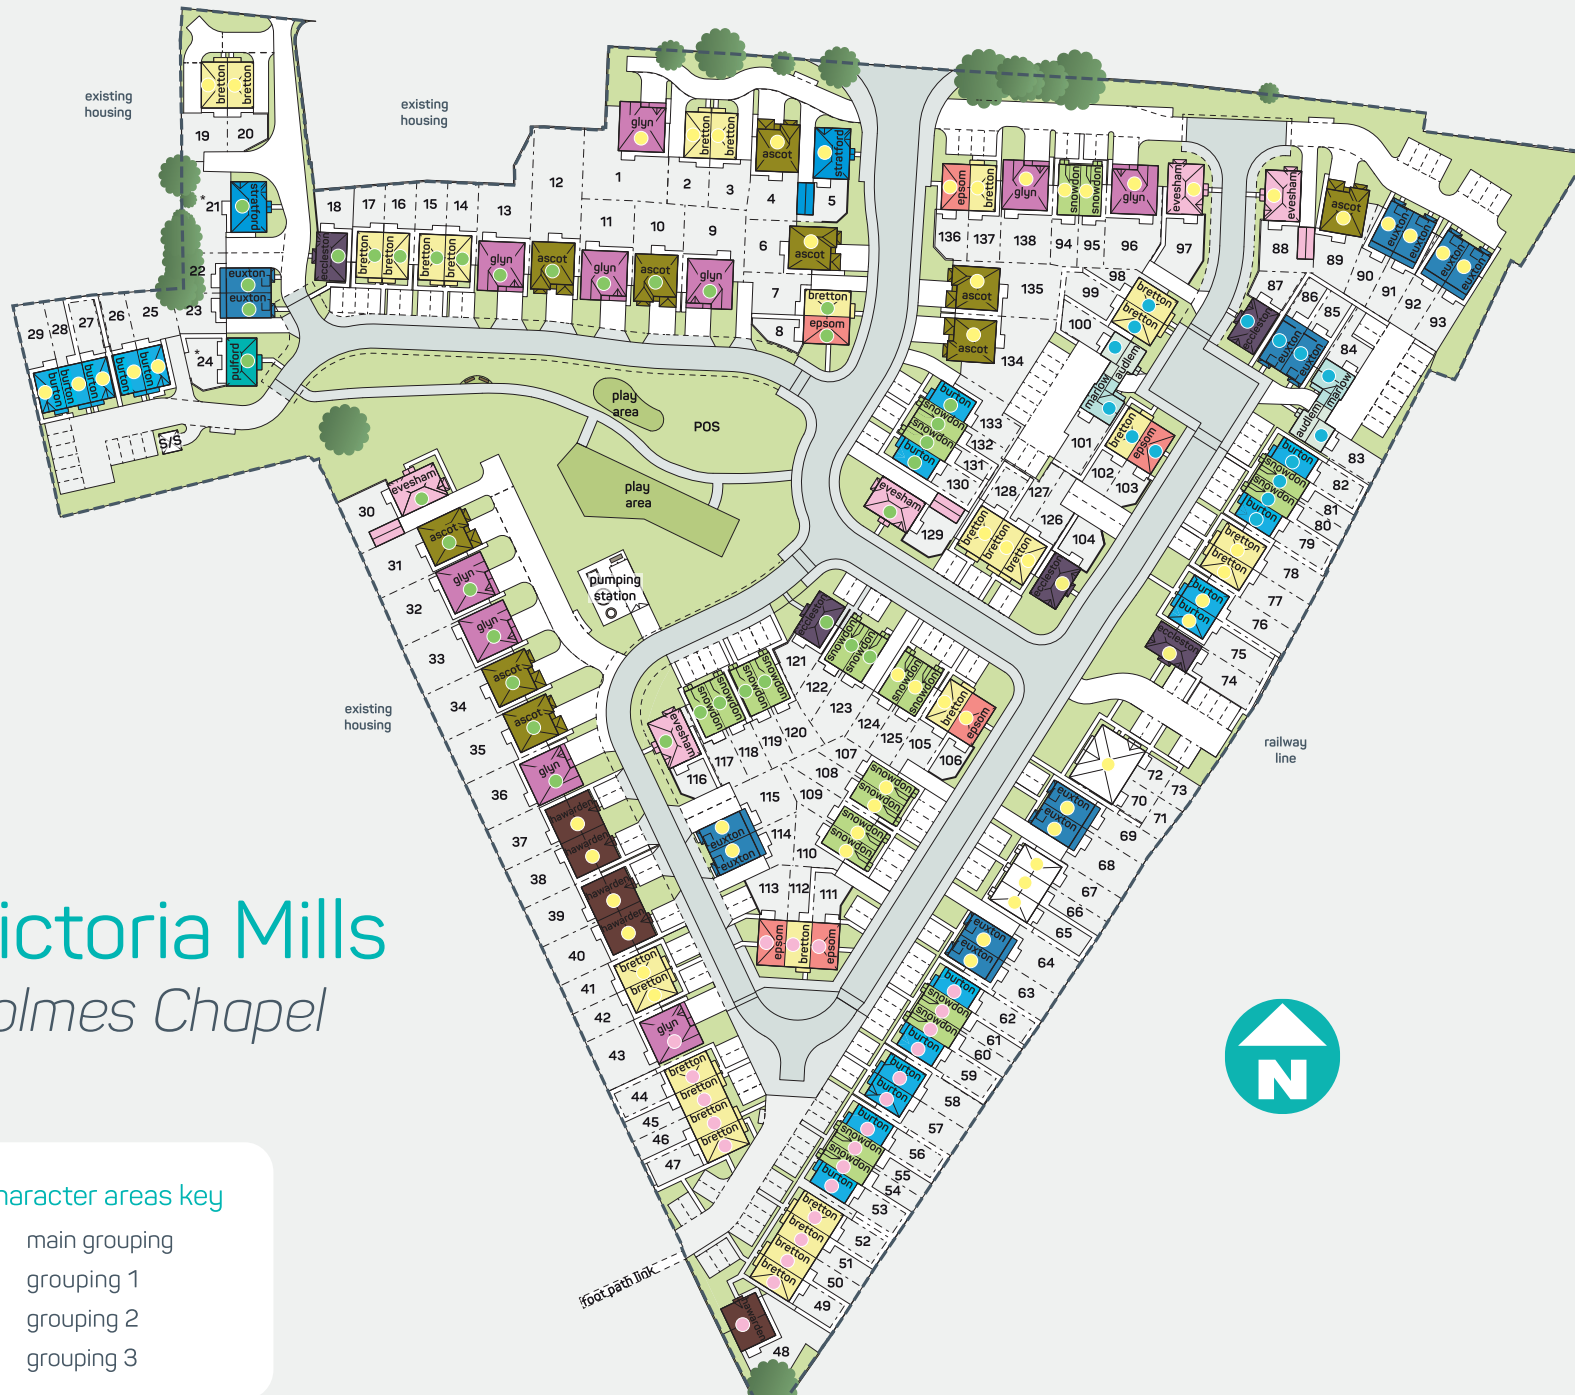 existing
housing
existing
housing
bretton
bretton
19
20
*21
stratford
22
euxton
euxton
23
29
28
27
26
25
*24
pulford
burton
burton
burton
burton
burton
S/S
18
17
16
15
14
13
12
1
11
2
3
10
9
4
5
6
7
8
glyn
bretton
bretton
ascot
stratford
eccleston
bretton
bretton
bretton
bretton
glyn
ascot
glyn
ascot
glyn
ascot
bretton
epsom
epsom
bretton
glyn
snowdon
snowdon
glyn
evesham
136
137
138
94
95
96
97
evesham
ascot
euxton
euxton
euxton
euxton
88
89
90
91
92
93
87
86
85
84
eccleston
euxton
euxton
marlow
audlem
83
ascot
ascot
135
134
98
99
100
bretton
bretton
audlem
marlow
101
bretton
epsom
102
103
burton
snowdon
snowdon
burton
133
132
131
130
evesham
129
128
127
126
104
bretton
bretton
bretton
eccleston
burton
snowdon
snowdon
burton
82
81
80
79
bretton
bretton
78
77
burton
burton
76
75
eccleston
74
play
area
POS
play
area
pumping
station
evesham
30
ascot
31
glyn
32
glyn
33
ascot
34
ascot
35
glyn
36
hawarden
37
hawarden
38
hawarden
39
hawarden
40
bretton
41
bretton
42
glyn
43
bretton
44
bretton
45
bretton
46
bretton
47
existing
housing
eccleston
121
snowdon
snowdon
122
123
snowdon
snowdon
124
125
bretton
epsom
105
106
snowdon
snowdon
snowdon
snowdon
120
119
118
117
116
evesham
107
108
109
110
snowdon
snowdon
snowdon
snowdon
115
114
euxton
euxton
113
112
111
epsom
bretton
epsom
railway
line
72
73
70
71
euxton
euxton
69
68
67
66
65
euxton
euxton
64
63
burton
snowdon
snowdon
burton
62
61
60
59
burton
burton
58
57
burton
snowdon
snowdon
burton
56
55
54
53
bretton
bretton
bretton
bretton
52
51
50
49
hawarden
48
foot path link
N
ictoria Mills
olmes Chapel
haracter areas key
main grouping
grouping 1
grouping 2
grouping 3